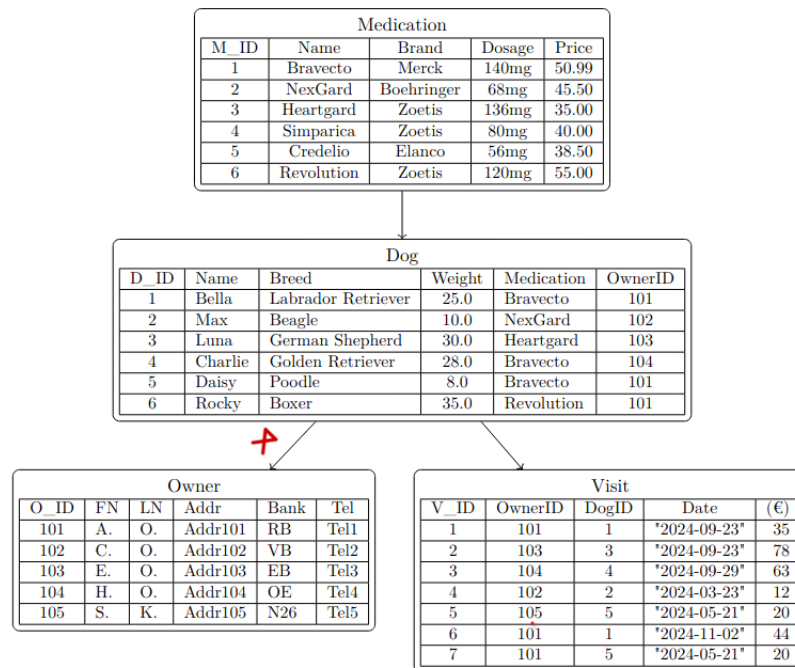 Medication
M_ID Name Brand Dosage Price
1 Bravecto Merck 140mg 50.99
2 NexGard Boehringer 68mg 45.50
3 Heartgard Zoetis 136mg 35.00
4 Simparica Zoetis 80mg 40.00
5 Credelio Elanco 56mg 38.50
6 Revolution Zoetis 120mg 55.00
Dog
D_ID Name Breed Weight Medication OwnerID
1 Bella Labrador Retriever 25.0 Bravecto 101
2 Max Beagle 10.0 NexGard 102
3 Luna German Shepherd 30.0 Heartgard 103
4 Charlie Golden Retriever 28.0 Bravecto 104
5 Daisy Poodle 8.0 Bravecto 101
6 Rocky Boxer 35.0 Revolution 101
Owner
O_ID FN LN Addr Bank Tel
101 A. O. Addr101 RB Tel1
102 C. O. Addr102 VB Tel2
103 E. O. Addr103 EB Tel3
104 H. O. Addr104 OE Tel4
105 S. K. Addr105 N26 Tel5
Visit
V_ID OwnerID DogID Date (€)
1 101 1 "2024-09-23" 35
2 103 3 "2024-09-23" 78
3 104 4 "2024-09-29" 63
4 102 2 "2024-03-23" 12
5 105 5 "2024-05-21" 20
6 101 1 "2024-11-02" 44
7 101 5 "2024-05-21" 20